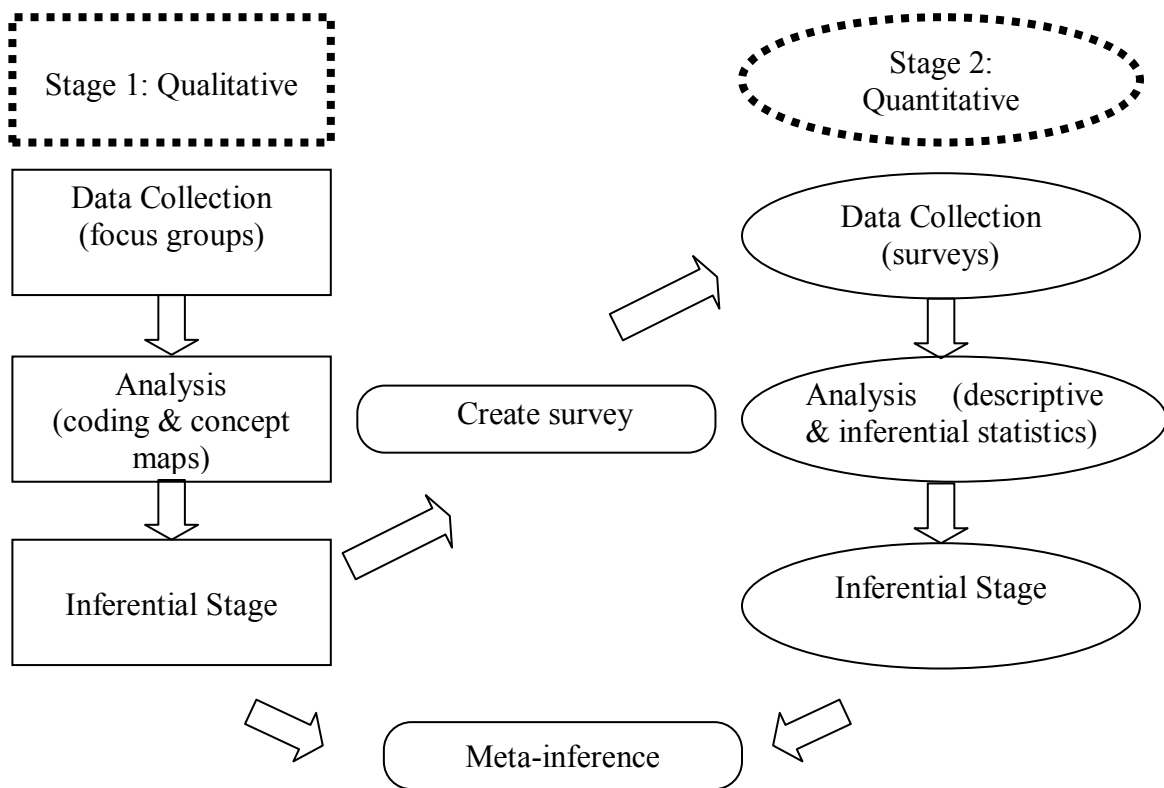 Stage 1: Qualitative
Data Collection
(focus groups)
Analysis
(coding & concept
maps)
Inferential Stage
Create survey
Stage 2:
Quantitative
Data Collection
(surveys)
Analysis (descriptive
& inferential statistics)
Inferential Stage
Meta-inference